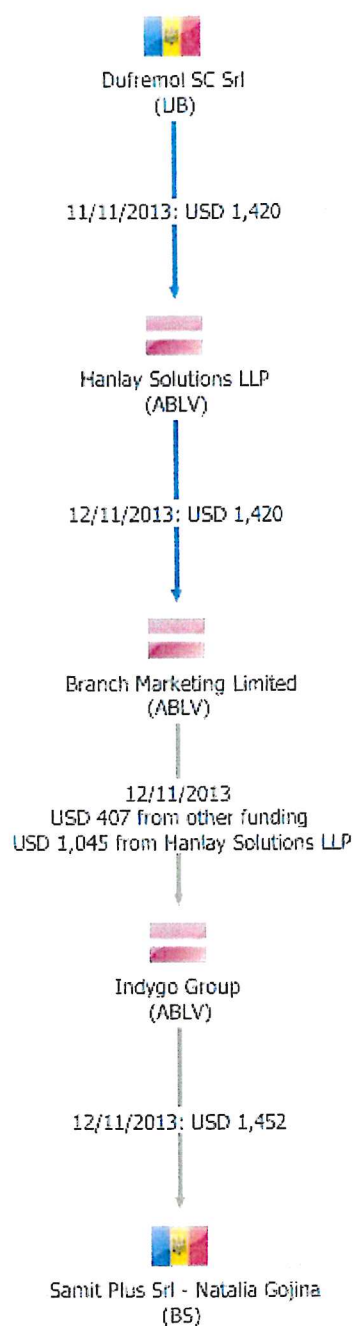 Dufremol SC Srl
(UB)
11/11/2013: USD 1,420
Hanlay Solutions LLP
(ABLV)
12/11/2013: USD 1,420
Branch Marketing Limited
(ABLV)
12/11/2013
USD 407 from other funding
USD 1,045 from Hanlay Solutions LLP
Indygo Group
(ABLV)
12/11/2013: USD 1,452
Samit Plus Srl - Natalia Gojina
(BS)